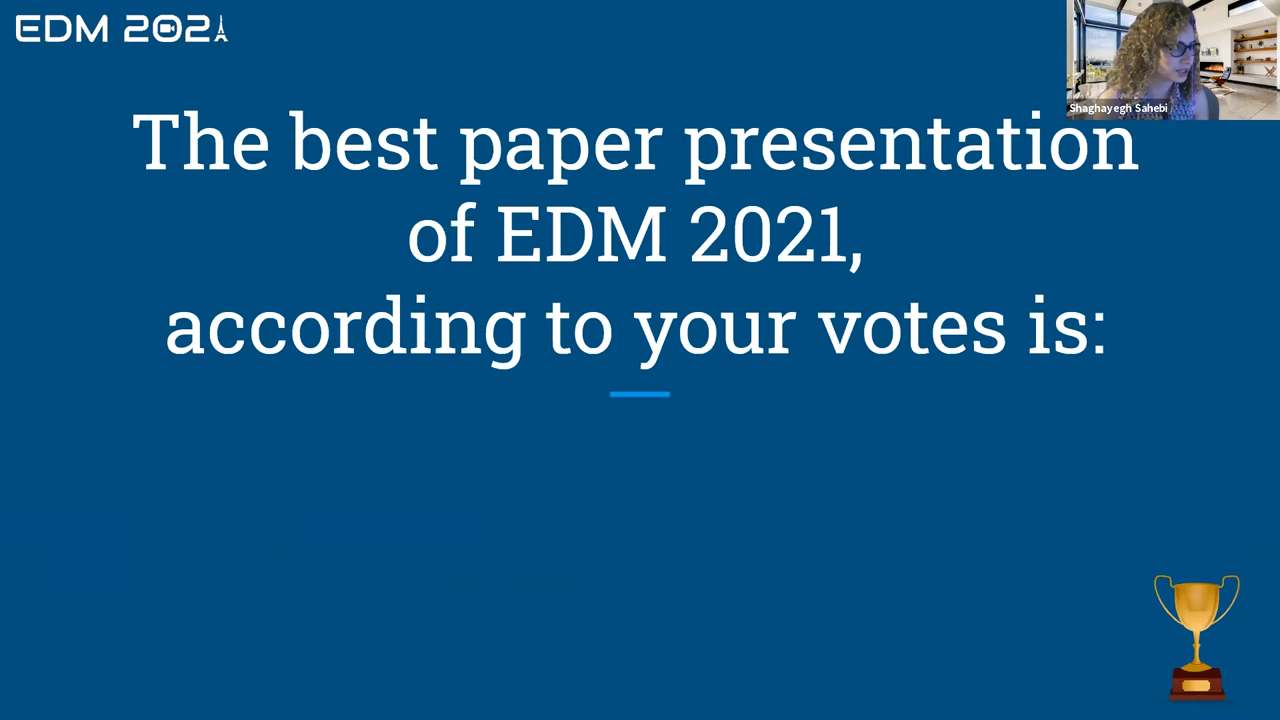 EDM 2021
Shaghayegh Sahebi
The best paper presentation
of EDM 2021,
according to your votes is: